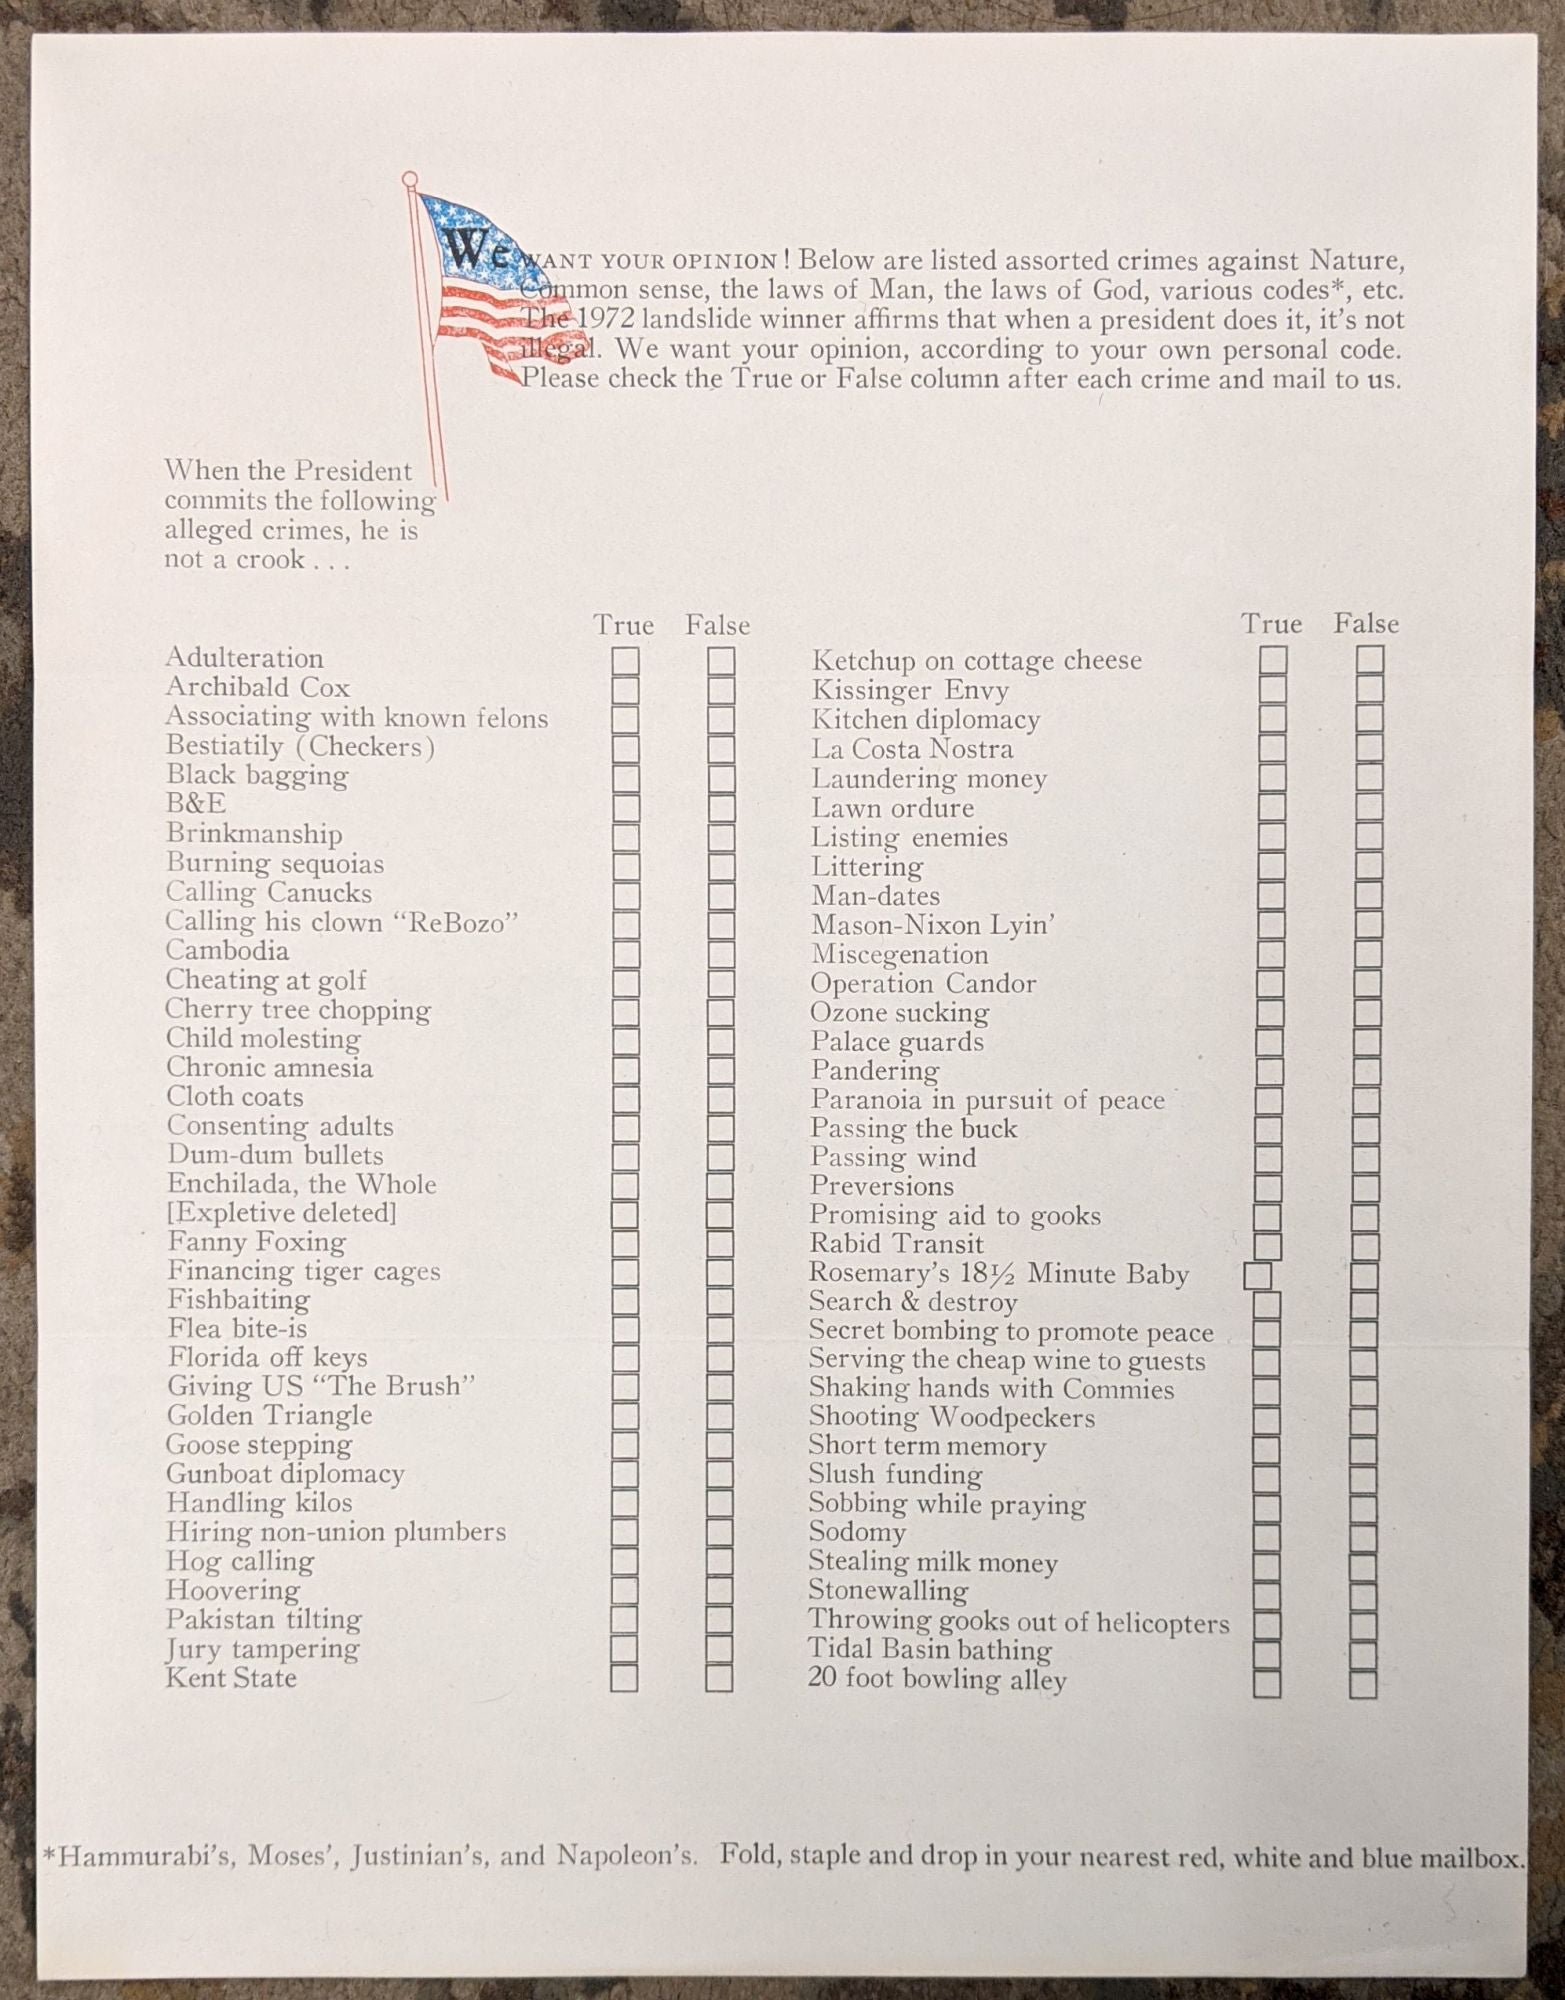 We WANT YOUR OPINION! Below are listed assorted crimes against Nature,
Common sense, the laws of Man, the laws of God, various codes*, etc.
The 1972 landslide winner affirms that when a president does it, it's not
illegal. We want your opinion, according to your own personal code.
Please check the True or False column after each crime and mail to us.
When the President
commits the following
alleged crimes, he is
not a crook . . .
True False
Adulteration
Archibald Cox
Associating with known felons
Bestiatily (Checkers)
Black bagging
B&E
Brinkmanship
Burning sequoias
Calling Canucks
Calling his clown “ReBozo”
Cambodia
Cheating at golf
Cherry tree chopping
Child molesting
Chronic amnesia
Cloth coats
Consenting adults
Dum-dum bullets
Enchilada, the Whole
[Expletive deleted]
Fanny Foxing
Financing tiger cages
Fishbaiting
Flea bite-is
Florida off keys
Giving US “The Brush”
Golden Triangle
Goose stepping
Gunboat diplomacy
Handling kilos
Hiring non-union plumbers
Hog calling
Hoovering
Pakistan tilting
Jury tampering
Kent State
True False
Ketchup on cottage cheese
Kissinger Envy
Kitchen diplomacy
La Costa Nostra
Laundering money
Lawn ordure
Listing enemies
Littering
Man-dates
Mason-Nixon Lyin'
Miscegenation
Operation Candor
Ozone sucking
Palace guards
Pandering
Paranoia in pursuit of peace
Passing the buck
Passing wind
Preversions
Promising aid to gooks
Rabid Transit
Rosemary's 18½ Minute Baby
Search & destroy
Secret bombing to promote peace
Serving the cheap wine to guests
Shaking hands with Commies
Shooting Woodpeckers
Short term memory
Slush funding
Sobbing while praying
Sodomy
Stealing milk money
Stonewalling
Throwing gooks out of helicopters
Tidal Basin bathing
20 foot bowling alley
*Hammurabi's, Moses', Justinian's, and Napoleon's. Fold, staple and drop in your nearest red, white and blue mailbox.